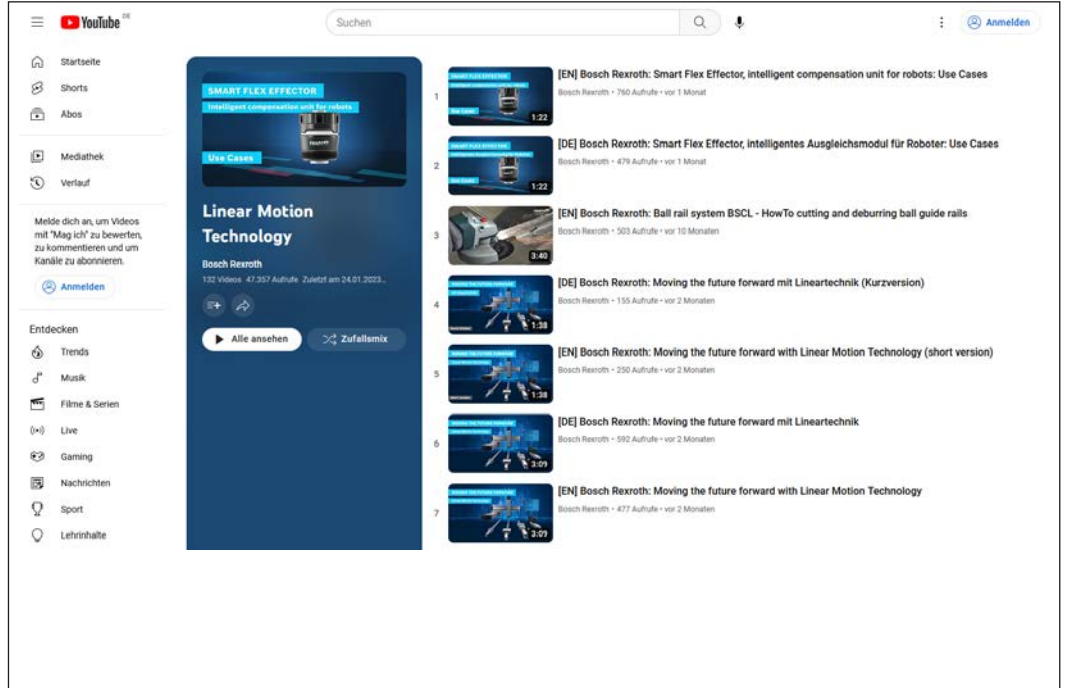 YouTube DE
Suchen
Anmelden
Startseite
Shorts
Abos
Mediathek
Verlauf
Melde dich an, um Videos
mit "Mag ich" zu bewerten,
zu kommentieren und um
Kanäle zu abonnieren.
Anmelden
Entdecken
Trends
Musik
Filme & Serien
Live
Gaming
Nachrichten
Sport
Lehrinhalte
SMART FLEX EFFECTOR
Intelligent compensation unit for robots
Use Cases
Linear Motion
Technology
Bosch Rexroth
132 Videos 47.357 Aufrufe Zuletzt am 24.01.2023...
Alle ansehen
Zufallsmix
1
SMART FLEX EFFECTOR
Intelligent compensation unit for robots
Use Cases
1:22
[EN] Bosch Rexroth: Smart Flex Effector, intelligent compensation unit for robots: Use Cases
Bosch Rexroth • 760 Aufrufe • vor 1 Monat
2
1:22
[DE] Bosch Rexroth: Smart Flex Effector, intelligentes Ausgleichsmodul für Roboter: Use Cases
Bosch Rexroth • 479 Aufrufe • vor 1 Monat
3
3:40
[EN] Bosch Rexroth: Ball rail system BSCL - HowTo cutting and deburring ball guide rails
Bosch Rexroth • 503 Aufrufe • vor 10 Monaten
4
1:38
[DE] Bosch Rexroth: Moving the future forward mit Lineartechnik (Kurzversion)
Bosch Rexroth • 155 Aufrufe • vor 2 Monaten
5
1:38
[EN] Bosch Rexroth: Moving the future forward with Linear Motion Technology (short version)
Bosch Rexroth • 250 Aufrufe • vor 2 Monaten
6
3:09
[DE] Bosch Rexroth: Moving the future forward mit Lineartechnik
Bosch Rexroth • 592 Aufrufe • vor 2 Monaten
7
3:09
[EN] Bosch Rexroth: Moving the future forward with Linear Motion Technology
Bosch Rexroth • 477 Aufrufe • vor 2 Monaten